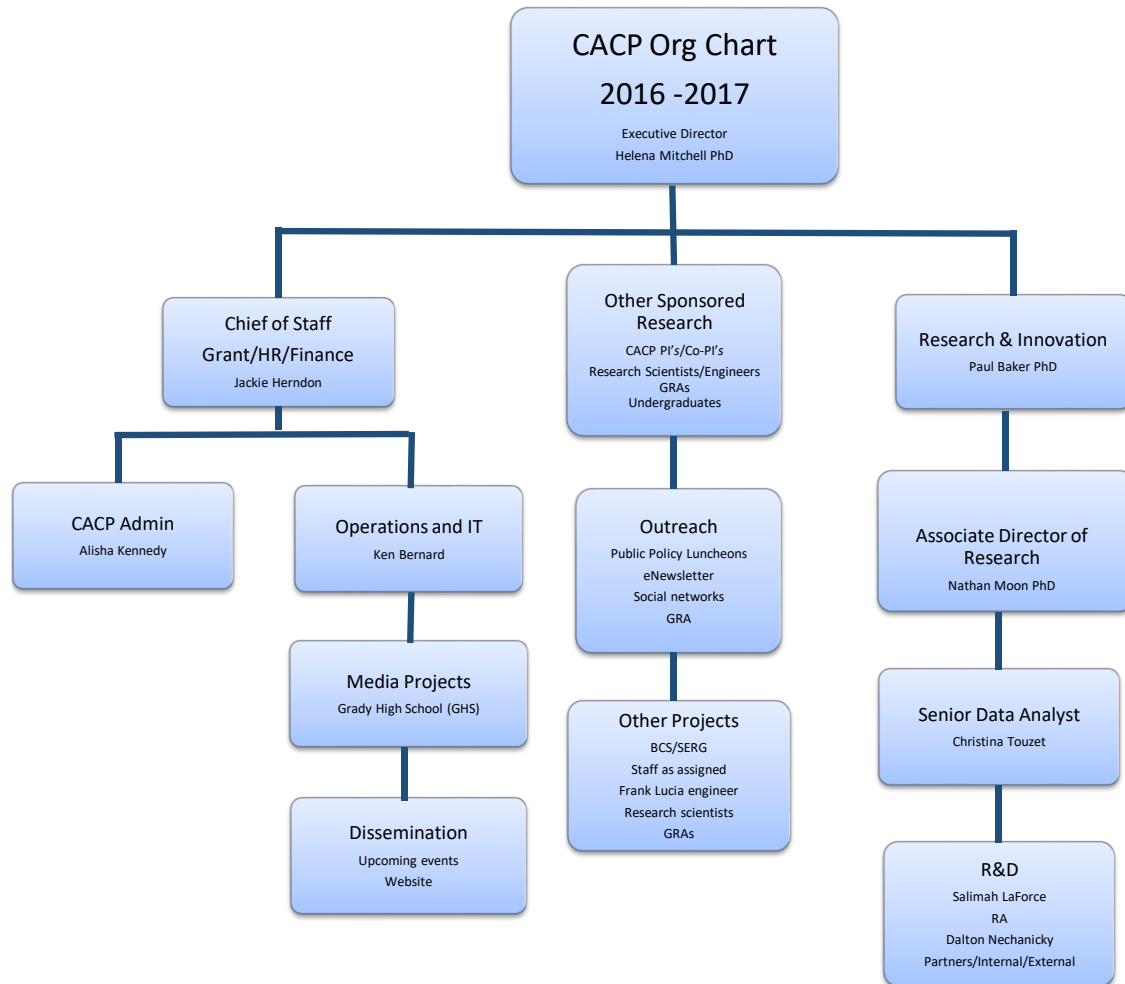 CACP Org Chart
2016 -2017
Executive Director
Helena Mitchell PhD
Chief of Staff
Grant/HR/Finance
Jackie Herndon
Other Sponsored
Research
CACP PI's/Co-PI's
Research Scientists/Engineers
GRAs
Undergraduates
Research & Innovation
Paul Baker PhD
CACP Admin
Alisha Kennedy
Operations and IT
Ken Bernard
Outreach
Public Policy Luncheons
eNewsletter
Social networks
GRA
Associate Director of
Research
Nathan Moon PhD
Media Projects
Grady High School (GHS)
Other Projects
BCS/SERG
Staff as assigned
Frank Lucia engineer
Research scientists
GRAs
Senior Data Analyst
Christina Touzet
Dissemination
Upcoming events
Website
R&D
Salimah LaForce
RA
Dalton Nechanicky
Partners/Internal/External